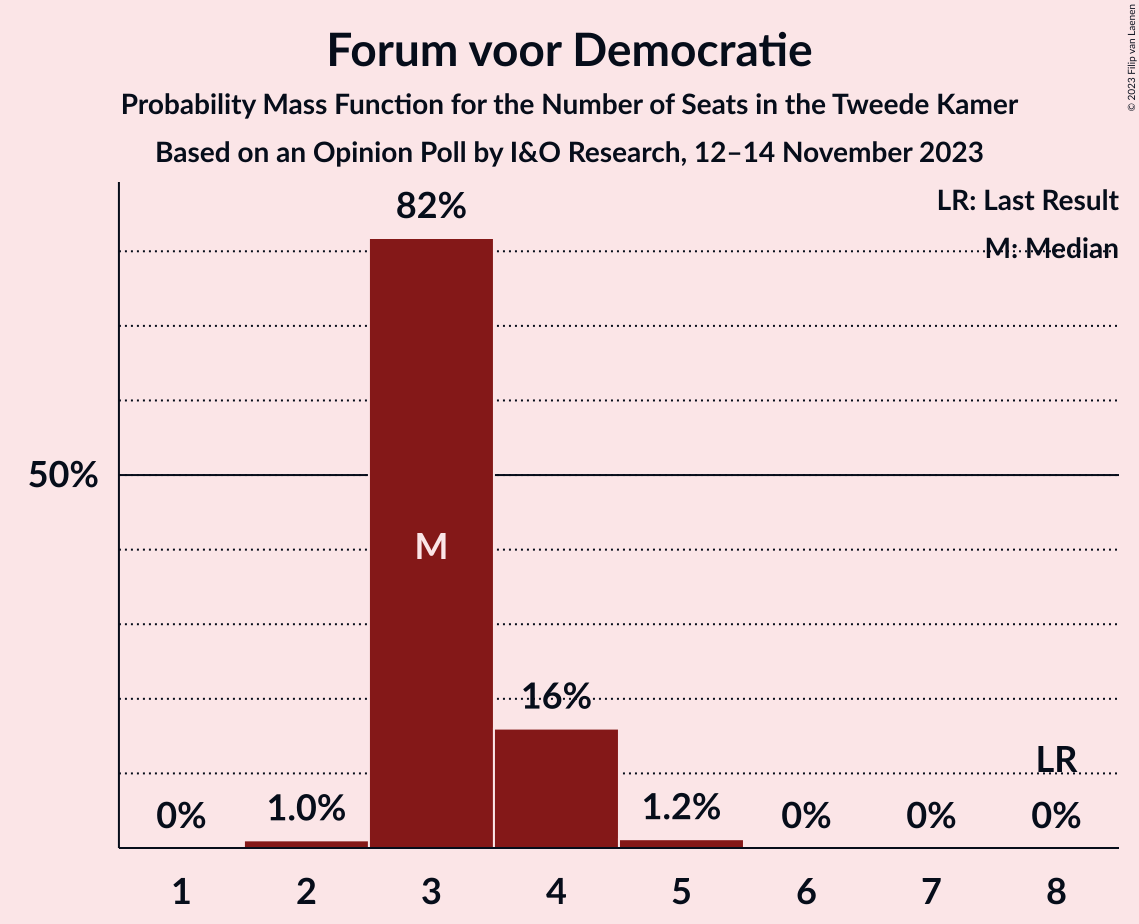 Forum voor Democratie
Probability Mass Function for the Number of Seats in the Tweede Kamer
Based on an Opinion Poll by I&O Research, 12–14 November 2023
© 2023 Filip van Laenen
LR: Last Result
M: Median
82%
50%
M
16%
LR
0%
1.0%
1.2%
0%
0%
0%
1 2 3 4 5 6 7 8